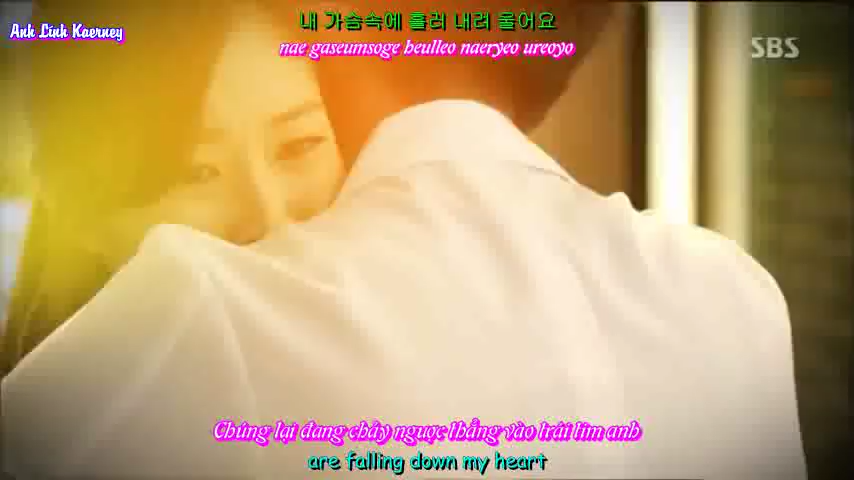 내 가슴속에 흘러 내려 울어요
nae gaseumsoge heulleo naeryeo ureoyo
Anh Lĩnh Kaerney
SBS
Chúng lại đang chảy ngược thẳng vào trái tim anh
are falling down my heart